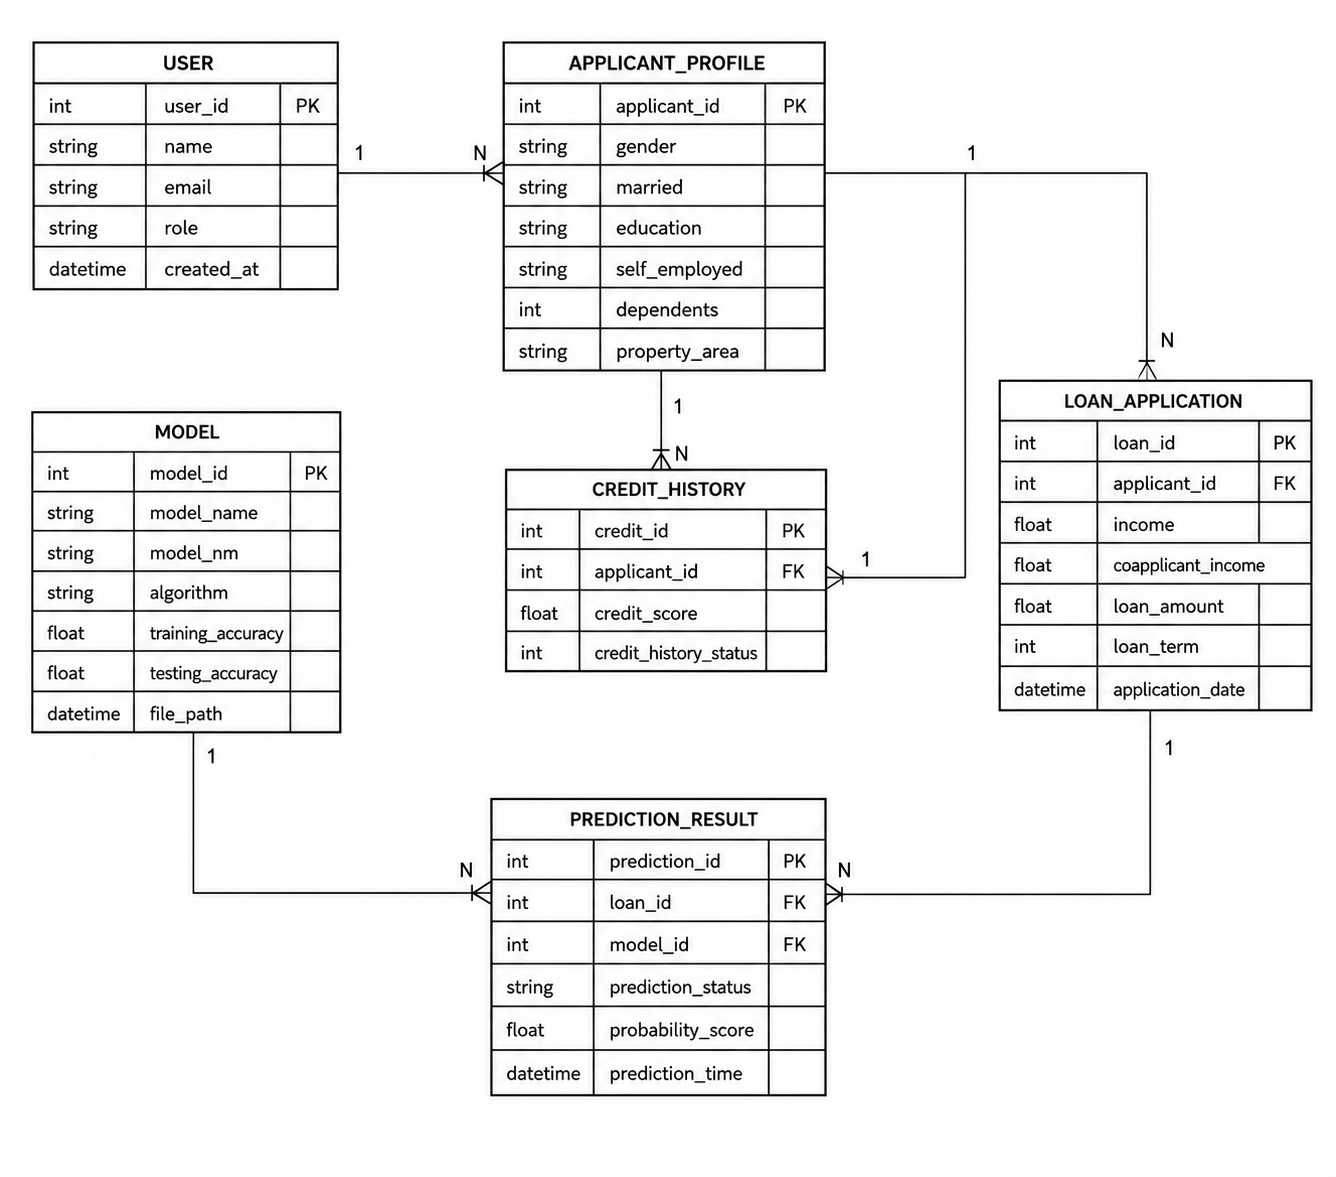 USER
int user_id PK
string name
string email
string role
datetime created_at
1 N
APPLICANT_PROFILE
int applicant_id PK
string gender
string married
string education
string self_employed
int dependents
string property_area
1
N
1
N
MODEL
int model_id PK
string model_name
string model_nm
string algorithm
float training_accuracy
float testing_accuracy
datetime file_path
1
CREDIT_HISTORY
int credit_id PK
int applicant_id FK
float credit_score
int credit_history_status
1
LOAN_APPLICATION
int loan_id PK
int applicant_id FK
float income
float coapplicant_income
float loan_amount
int loan_term
datetime application_date
1
N
PREDICTION_RESULT
int prediction_id PK
int loan_id FK
int model_id FK
string prediction_status
float probability_score
datetime prediction_time
N